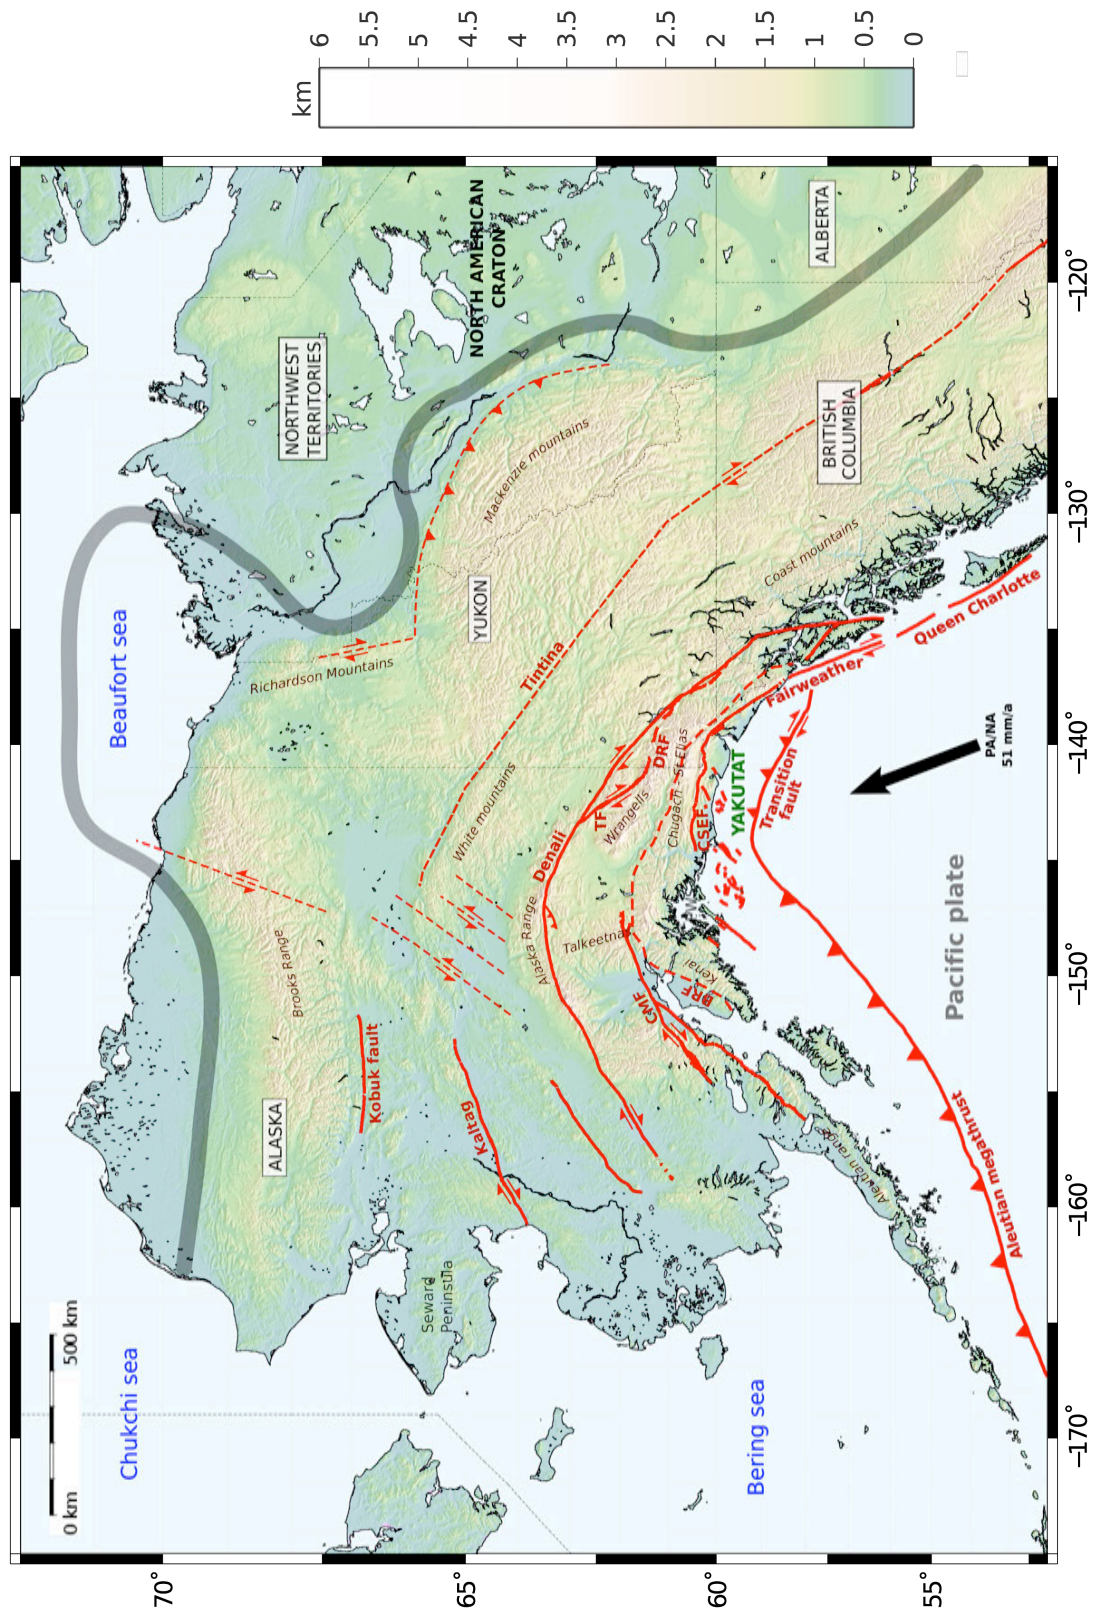 0 km
500 km
Chukchi sea
Beaufort sea
Bering sea
Seward
Peninsula
ALASKA
Brooks Range
Kobuk fault
Kaltag
Richardson Mountains
NORTHWEST
TERRITORIES
NORTH AMERICAN
CRATON
YUKON
Mackenzie mountains
Tintina
White mountains
Denali
Alaska Range
Talkeetnas
TF
Wrangells
DRF
Chugach - St Elias
CSEF
YAKUTAT
Transition
fault
Fairweather
Queen Charlotte
Coast mountains
BRITISH
COLUMBIA
ALBERTA
CMF
BRF
Kenai
Aleutian range
Aleutian megathrust
Pacific plate
PA/NA
51 mm/a
70°
65°
60°
55°
−170°
−160°
−150°
−140°
−130°
−120°
km
6
5.5
5
4.5
4
3.5
3
2.5
2
1.5
1
0.5
0